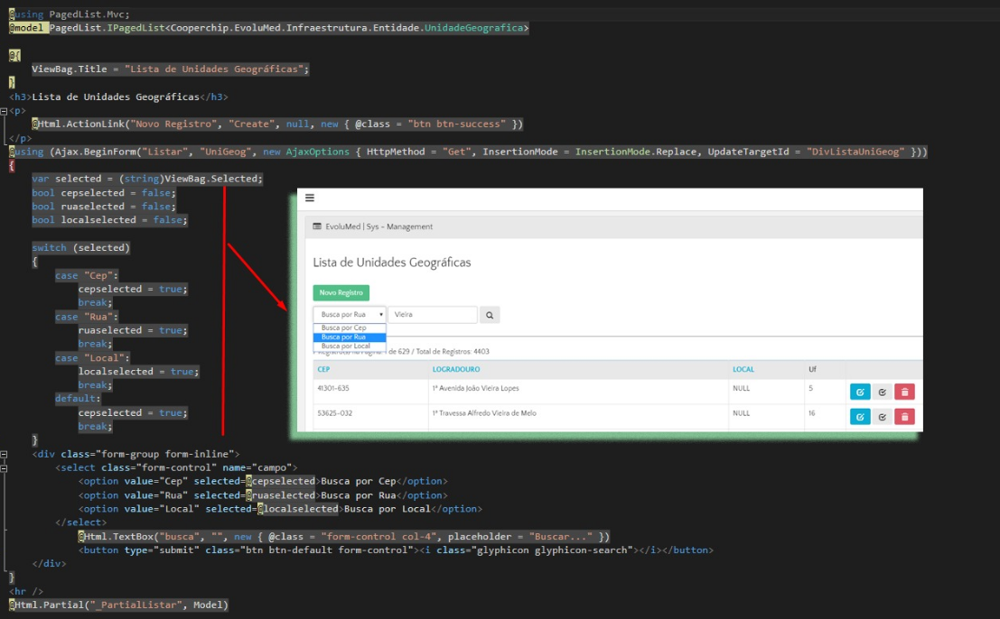 @using PagedList.Mvc;
@model PagedList.IPagedList<Cooperchip.EvoluMed.Infraestrutura.Entidade.UnidadeGeografica>
@{
ViewBag.Title = "Lista de Unidades Geográficas";
}
<h3>Lista de Unidades Geográficas</h3>
<p>
@Html.ActionLink("Novo Registro", "Create", null, new { @class = "btn btn-success" })
</p>
@using (Ajax.BeginForm("Listar", "UniGeog", new AjaxOptions { HttpMethod = "Get", InsertionMode = InsertionMode.Replace, UpdateTargetId = "DivListaUniGeog" }))
{
var selected = (string)ViewBag.Selected;
bool cepselected = false;
bool ruaselected = false;
bool localselected = false;
switch (selected)
{
case "Cep":
cepselected = true;
break;
case "Rua":
ruaselected = true;
break;
case "Local":
localselected = true;
break;
default:
cepselected = true;
break;
}
<div class="form-group form-inline">
<select class="form-control" name="campo">
<option value="Cep" selected=@cepselected>Busca por Cep</option>
<option value="Rua" selected=@ruaselected>Busca por Rua</option>
<option value="Local" selected=@localselected>Busca por Local</option>
</select>
@Html.TextBox("busca", "", new { @class = "form-control col-4", placeholder = "Buscar..." })
<button type="submit" class="btn btn-default form-control"><i class="glyphicon glyphicon-search"></i></button>
</div>
}
<hr />
@Html.Partial("_PartialListar", Model)
EvoluMed | Sys - Management
Lista de Unidades Geográficas
Novo Registro
Busca por Rua Vieira
Busca por Cep
Busca por Rua
Busca por Local
de 629 / Total de Registros: 4403
CEP LOGRADOURO LOCAL Uf
41301-635 1ª Avenida João Vieira Lopes NULL 5
53625-032 1ª Travessa Alfredo Vieira de Melo NULL 16